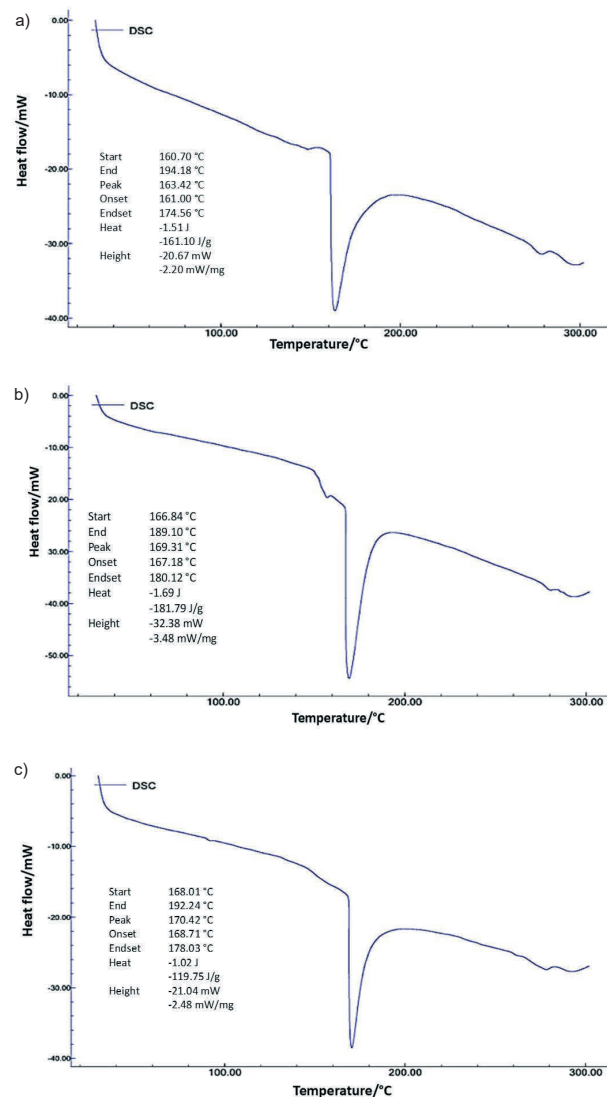 a)
0.00
DSC
-10.00
-20.00
-30.00
-40.00
Heat flow/mW
Start 160.70 °C
End 194.18 °C
Peak 163.42 °C
Onset 161.00 °C
Endset 174.56 °C
Heat -1.51 J
-161.10 J/g
Height -20.67 mW
-2.20 mW/mg
100.00 200.00 300.00
Temperature/°C
b)
0.00
DSC
-10.00
-20.00
-30.00
-40.00
-50.00
Heat flow/mW
Start 166.84 °C
End 189.10 °C
Peak 169.31 °C
Onset 167.18 °C
Endset 180.12 °C
Heat -1.69 J
-181.79 J/g
Height -32.38 mW
-3.48 mW/mg
100.00 200.00 300.00
Temperature/°C
c)
0.00
DSC
-10.00
-20.00
-30.00
-40.00
Heat flow/mW
Start 168.01 °C
End 192.24 °C
Peak 170.42 °C
Onset 168.71 °C
Endset 178.03 °C
Heat -1.02 J
-119.75 J/g
Height -21.04 mW
-2.48 mW/mg
100.00 200.00 300.00
Temperature/°C